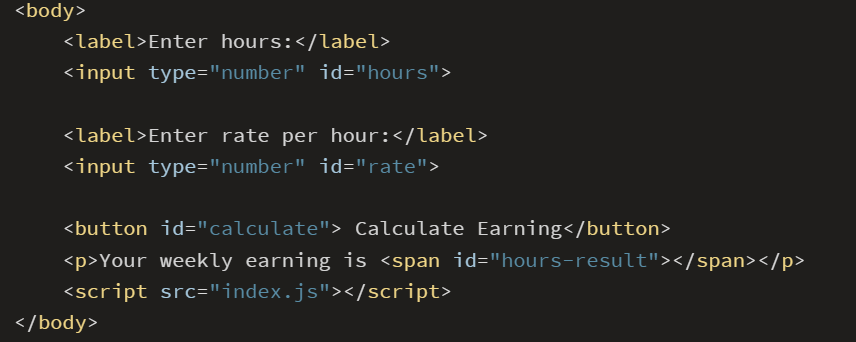 <body>
    <label>Enter hours:</label>
    <input type="number" id="hours">

    <label>Enter rate per hour:</label>
    <input type="number" id="rate">

    <button id="calculate"> Calculate Earning</button>
    <p>Your weekly earning is <span id="hours-result"></span></p>
    <script src="index.js"></script>
</body>